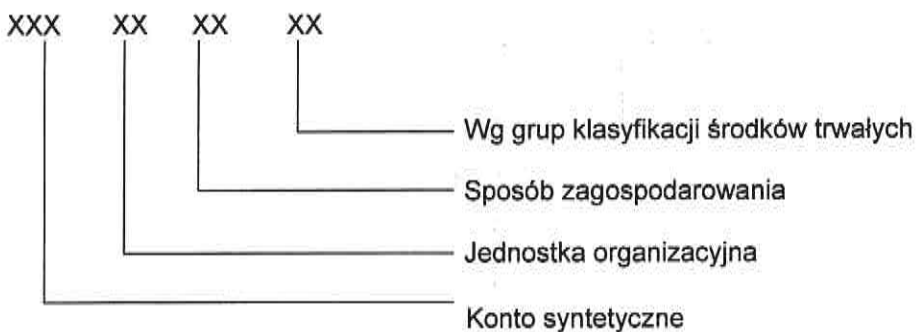 XXX XX XX XX
Wg grup klasyfikacji środków trwałych
Sposób zagospodarowania
Jednostka organizacyjna
Konto syntetyczne